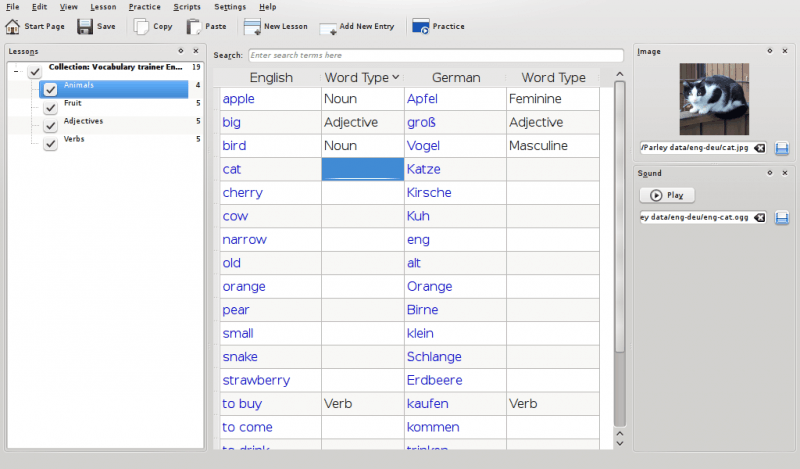 File Edit View Lesson Practice Scripts Settings Help
Start Page Save Copy Paste New Lesson Add New Entry Practice
Lessons
Collection: Vocabulary trainer En... 19
Animals 4
Fruit 5
Adjectives 5
Verbs 5
Search: Enter search terms here
English Word Type German Word Type
apple Noun Apfel Feminine
big Adjective groß Adjective
bird Noun Vogel Masculine
cat Katze
cherry Kirsche
cow Kuh
narrow eng
old alt
orange Orange
pear Birne
small klein
snake Schlange
strawberry Erdbeere
to buy Verb kaufen Verb
to come kommen
to drink trinken
Image
/Parley data/eng-deu/cat.jpg
Sound
Play
ey data/eng-deu/eng-cat.ogg